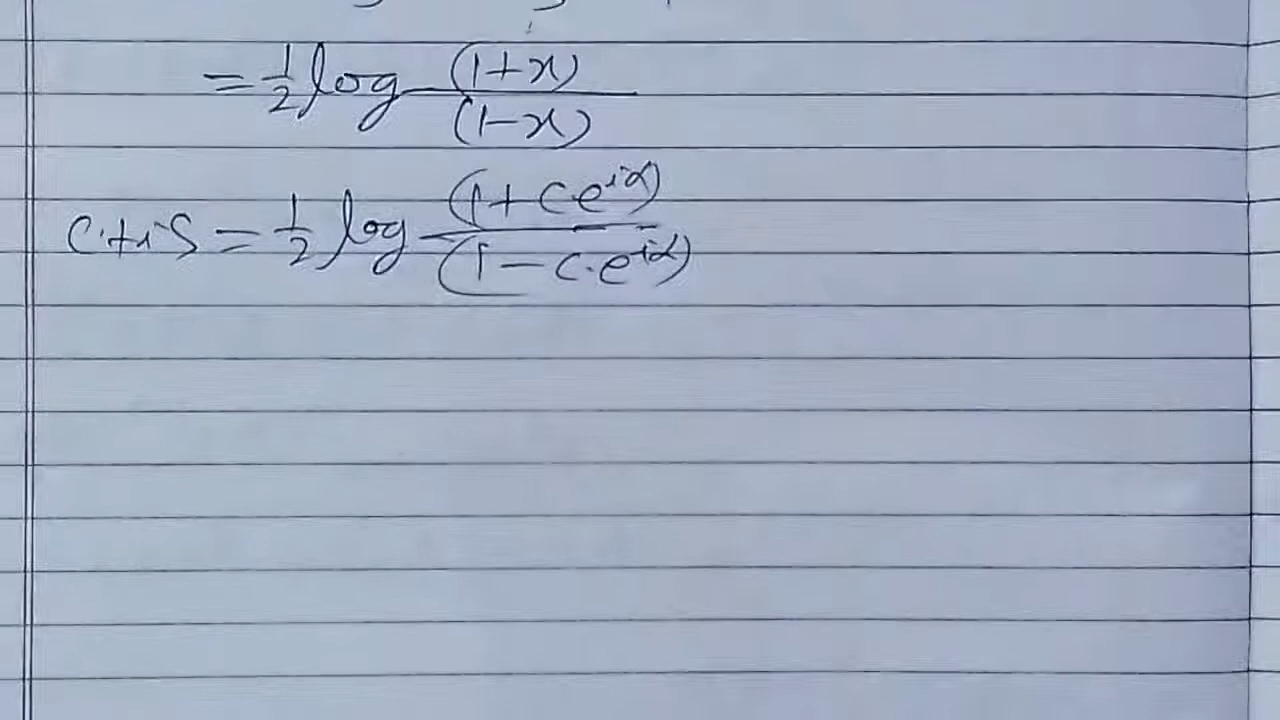 = 1/2 log (1+x)/(1-x)
C+iS = 1/2 log (1+c.e^iα)/(1-c.e^iα)